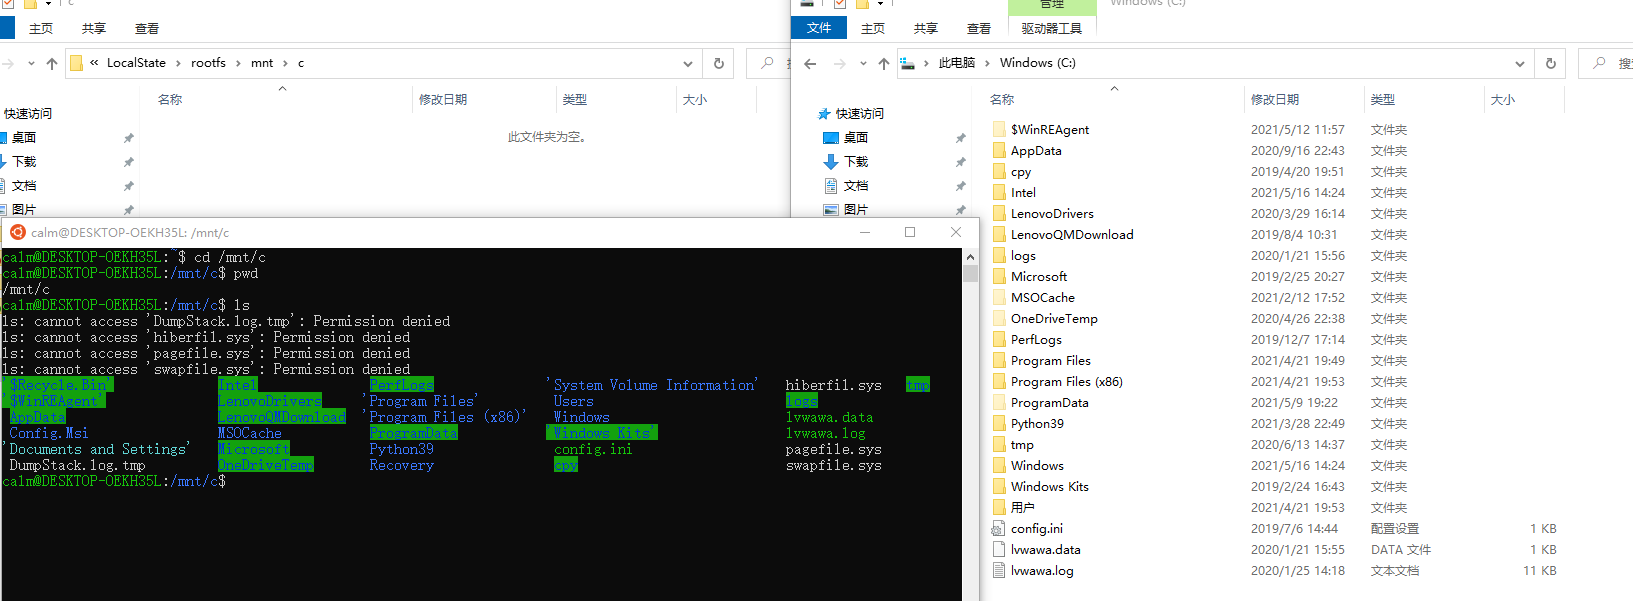 c
主页 共享 查看
« LocalState › rootfs › mnt › c
名称 修改日期 类型 大小
快速访问
此文件夹为空。
桌面
下载
文档
图片
管理 Windows (C:)
文件 主页 共享 查看 驱动器工具
此电脑 › Windows (C:)
名称 修改日期 类型 大小
快速访问
桌面
下载
文档
图片
$WinREAgent 2021/5/12 11:57 文件夹
AppData 2020/9/16 22:43 文件夹
cpy 2019/4/20 19:51 文件夹
Intel 2021/5/16 14:24 文件夹
LenovoDrivers 2020/3/29 16:14 文件夹
LenovoQMDownload 2019/8/4 10:31 文件夹
logs 2020/1/21 15:56 文件夹
Microsoft 2019/2/25 20:27 文件夹
MSOCache 2021/2/12 17:52 文件夹
OneDriveTemp 2020/4/26 22:38 文件夹
PerfLogs 2019/12/7 17:14 文件夹
Program Files 2021/4/21 19:49 文件夹
Program Files (x86) 2021/4/21 19:53 文件夹
ProgramData 2021/5/9 19:22 文件夹
Python39 2021/3/28 22:49 文件夹
tmp 2020/6/13 14:37 文件夹
Windows 2021/5/16 14:24 文件夹
Windows Kits 2019/2/24 16:43 文件夹
用户 2021/4/21 19:53 文件夹
config.ini 2019/7/6 14:44 配置设置 1 KB
lvwawa.data 2020/1/21 15:55 DATA 文件 1 KB
lvwawa.log 2020/1/25 14:18 文本文档 11 KB
calm@DESKTOP-OEKH35L: /mnt/c
calm@DESKTOP-OEKH35L:~$ cd /mnt/c
calm@DESKTOP-OEKH35L:/mnt/c$ pwd
/mnt/c
calm@DESKTOP-OEKH35L:/mnt/c$ ls
ls: cannot access 'DumpStack.log.tmp': Permission denied
ls: cannot access 'hiberfil.sys': Permission denied
ls: cannot access 'pagefile.sys': Permission denied
ls: cannot access 'swapfile.sys': Permission denied
'$Recycle.Bin' Intel PerfLogs 'System Volume Information' hiberfil.sys tmp
'$WinREAgent' LenovoDrivers 'Program Files' Users logs
AppData LenovoQMDownload 'Program Files (x86)' Windows lvwawa.data
Config.Msi MSOCache ProgramData 'Windows Kits' lvwawa.log
'Documents and Settings' Microsoft Python39 config.ini pagefile.sys
DumpStack.log.tmp OneDriveTemp Recovery cpy swapfile.sys
calm@DESKTOP-OEKH35L:/mnt/c$